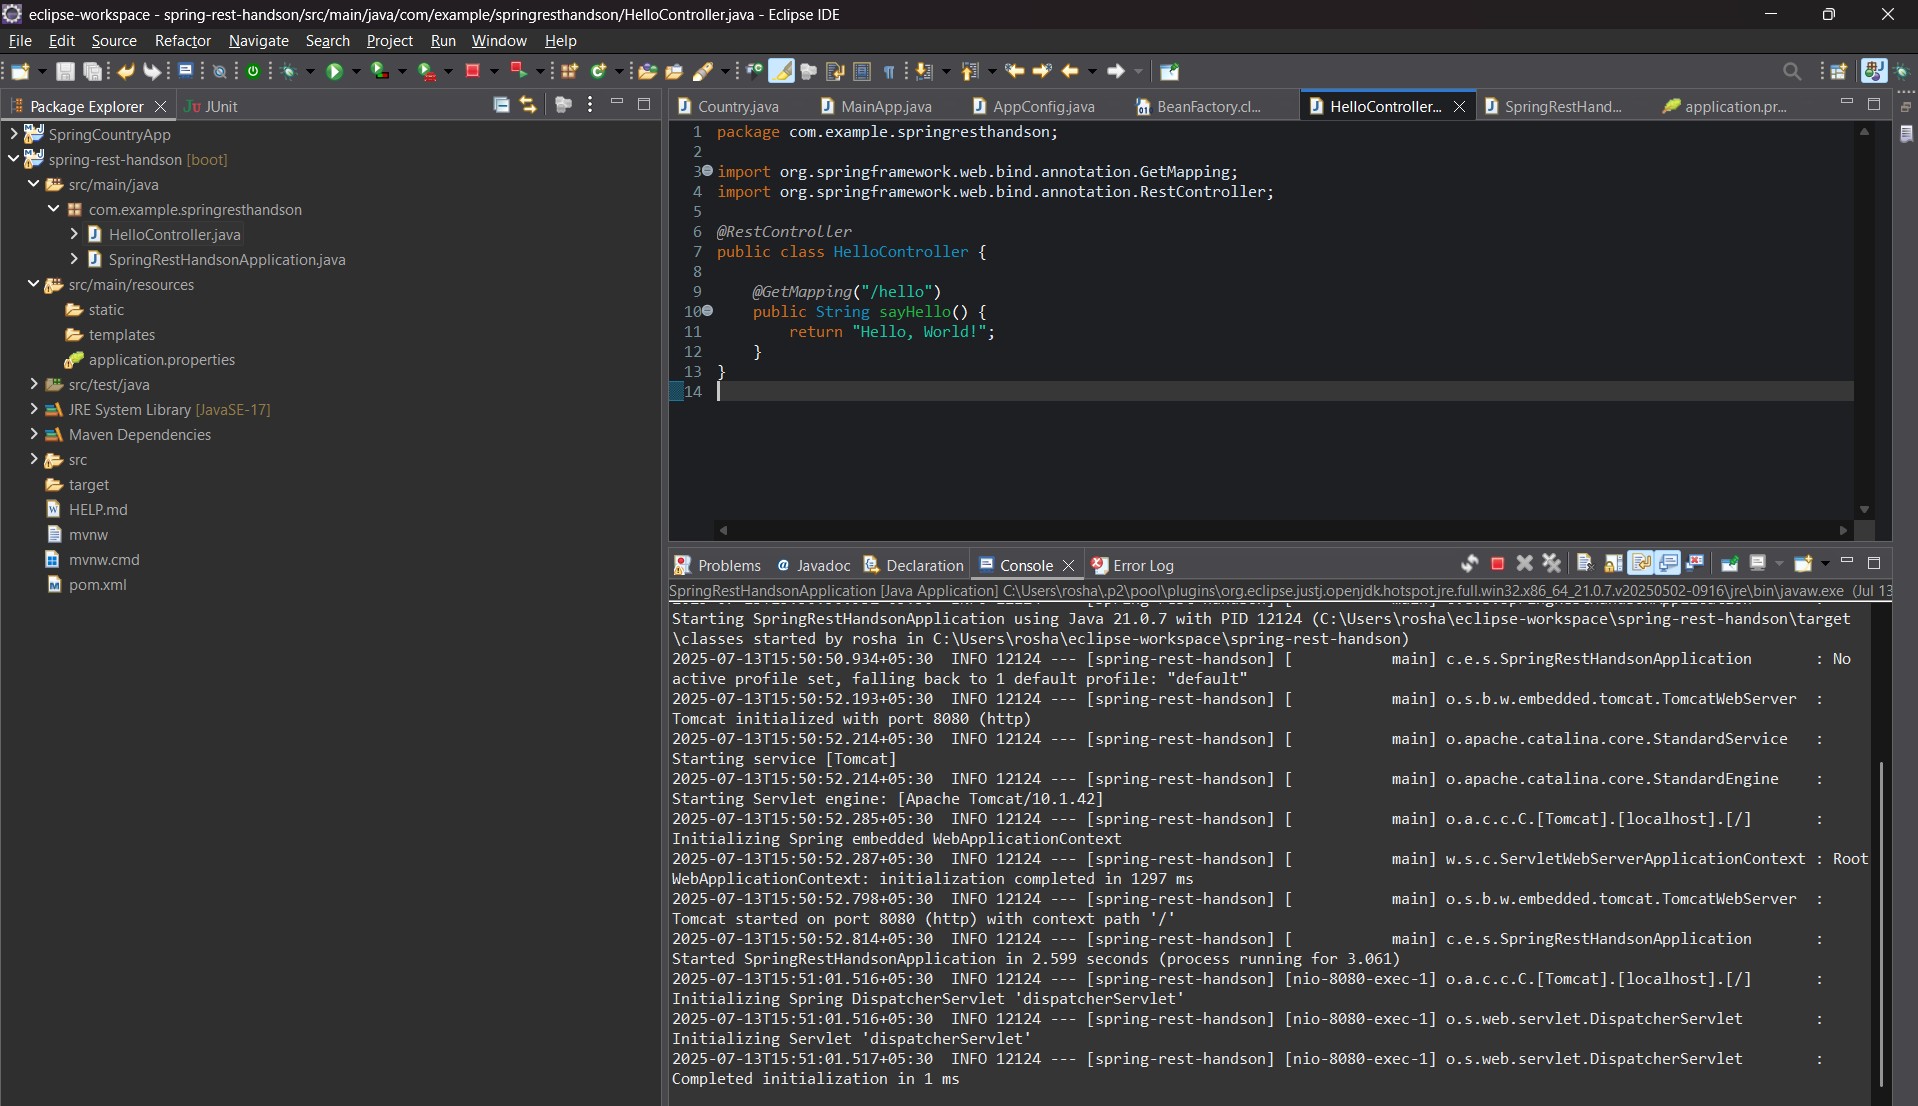 eclipse-workspace - spring-rest-handson/src/main/java/com/example/springresthandson/HelloController.java - Eclipse IDE
File Edit Source Refactor Navigate Search Project Run Window Help
Package Explorer JUnit
SpringCountryApp
spring-rest-handson [boot]
src/main/java
com.example.springresthandson
HelloController.java
SpringRestHandsonApplication.java
src/main/resources
static
templates
application.properties
src/test/java
JRE System Library [JavaSE-17]
Maven Dependencies
src
target
HELP.md
mvnw
mvnw.cmd
pom.xml
Country.java MainApp.java AppConfig.java BeanFactory.cl... HelloController... SpringRestHand... application.pr...
1 package com.example.springresthandson;
2
3 import org.springframework.web.bind.annotation.GetMapping;
4 import org.springframework.web.bind.annotation.RestController;
5
6 @RestController
7 public class HelloController {
8
9 @GetMapping("/hello")
10 public String sayHello() {
11 return "Hello, World!";
12 }
13 }
14
Problems Javadoc Declaration Console Error Log
SpringRestHandsonApplication [Java Application] C:\Users\rosha\.p2\pool\plugins\org.eclipse.justj.openjdk.hotspot.jre.full.win32.x86_64_21.0.7.v20250502-0916\jre\bin\javaw.exe (Jul 13
Starting SpringRestHandsonApplication using Java 21.0.7 with PID 12124 (C:\Users\rosha\eclipse-workspace\spring-rest-handson\target
\classes started by rosha in C:\Users\rosha\eclipse-workspace\spring-rest-handson)
2025-07-13T15:50:50.934+05:30 INFO 12124 --- [spring-rest-handson] [ main] c.e.s.SpringRestHandsonApplication : No
active profile set, falling back to 1 default profile: "default"
2025-07-13T15:50:52.193+05:30 INFO 12124 --- [spring-rest-handson] [ main] o.s.b.w.embedded.tomcat.TomcatWebServer :
Tomcat initialized with port 8080 (http)
2025-07-13T15:50:52.214+05:30 INFO 12124 --- [spring-rest-handson] [ main] o.apache.catalina.core.StandardService :
Starting service [Tomcat]
2025-07-13T15:50:52.214+05:30 INFO 12124 --- [spring-rest-handson] [ main] o.apache.catalina.core.StandardEngine :
Starting Servlet engine: [Apache Tomcat/10.1.42]
2025-07-13T15:50:52.285+05:30 INFO 12124 --- [spring-rest-handson] [ main] o.a.c.c.C.[Tomcat].[localhost].[/] :
Initializing Spring embedded WebApplicationContext
2025-07-13T15:50:52.287+05:30 INFO 12124 --- [spring-rest-handson] [ main] w.s.c.ServletWebServerApplicationContext : Root
WebApplicationContext: initialization completed in 1297 ms
2025-07-13T15:50:52.798+05:30 INFO 12124 --- [spring-rest-handson] [ main] o.s.b.w.embedded.tomcat.TomcatWebServer :
Tomcat started on port 8080 (http) with context path '/'
2025-07-13T15:50:52.814+05:30 INFO 12124 --- [spring-rest-handson] [ main] c.e.s.SpringRestHandsonApplication :
Started SpringRestHandsonApplication in 2.599 seconds (process running for 3.061)
2025-07-13T15:51:01.516+05:30 INFO 12124 --- [spring-rest-handson] [nio-8080-exec-1] o.a.c.c.C.[Tomcat].[localhost].[/] :
Initializing Spring DispatcherServlet 'dispatcherServlet'
2025-07-13T15:51:01.516+05:30 INFO 12124 --- [spring-rest-handson] [nio-8080-exec-1] o.s.web.servlet.DispatcherServlet :
Initializing Servlet 'dispatcherServlet'
2025-07-13T15:51:01.517+05:30 INFO 12124 --- [spring-rest-handson] [nio-8080-exec-1] o.s.web.servlet.DispatcherServlet :
Completed initialization in 1 ms